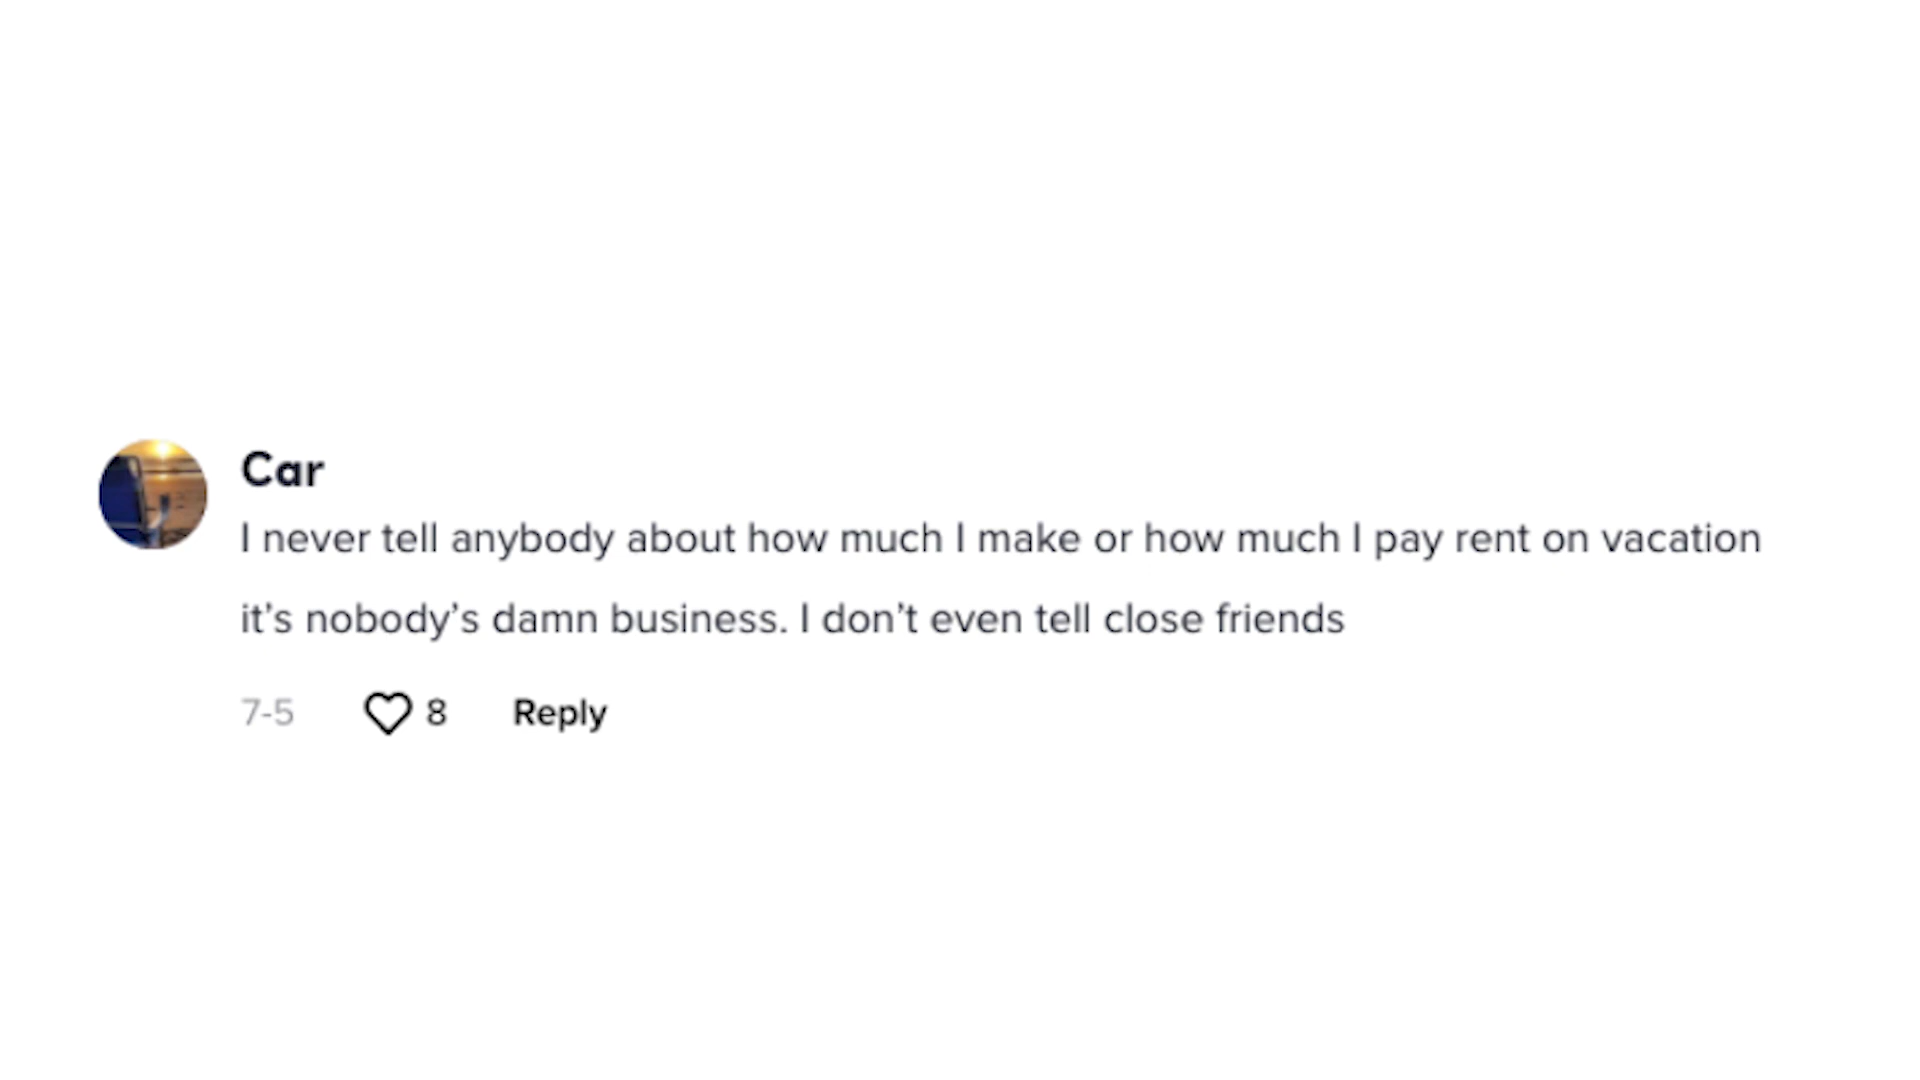 Car
I never tell anybody about how much I make or how much I pay rent on vacation
it’s nobody’s damn business. I don’t even tell close friends
7-5 8 Reply